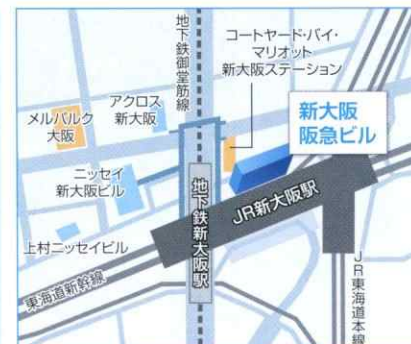 地下鉄御堂筋線
コートヤード・バイ・
マリオット
新大阪ステーション
アクロス
新大阪
メルパルク
大阪
新大阪
阪急ビル
ニッセイ
新大阪ビル
地下鉄新大阪駅
JR新大阪駅
上村ニッセイビル
東海道新幹線
JR東海道本線